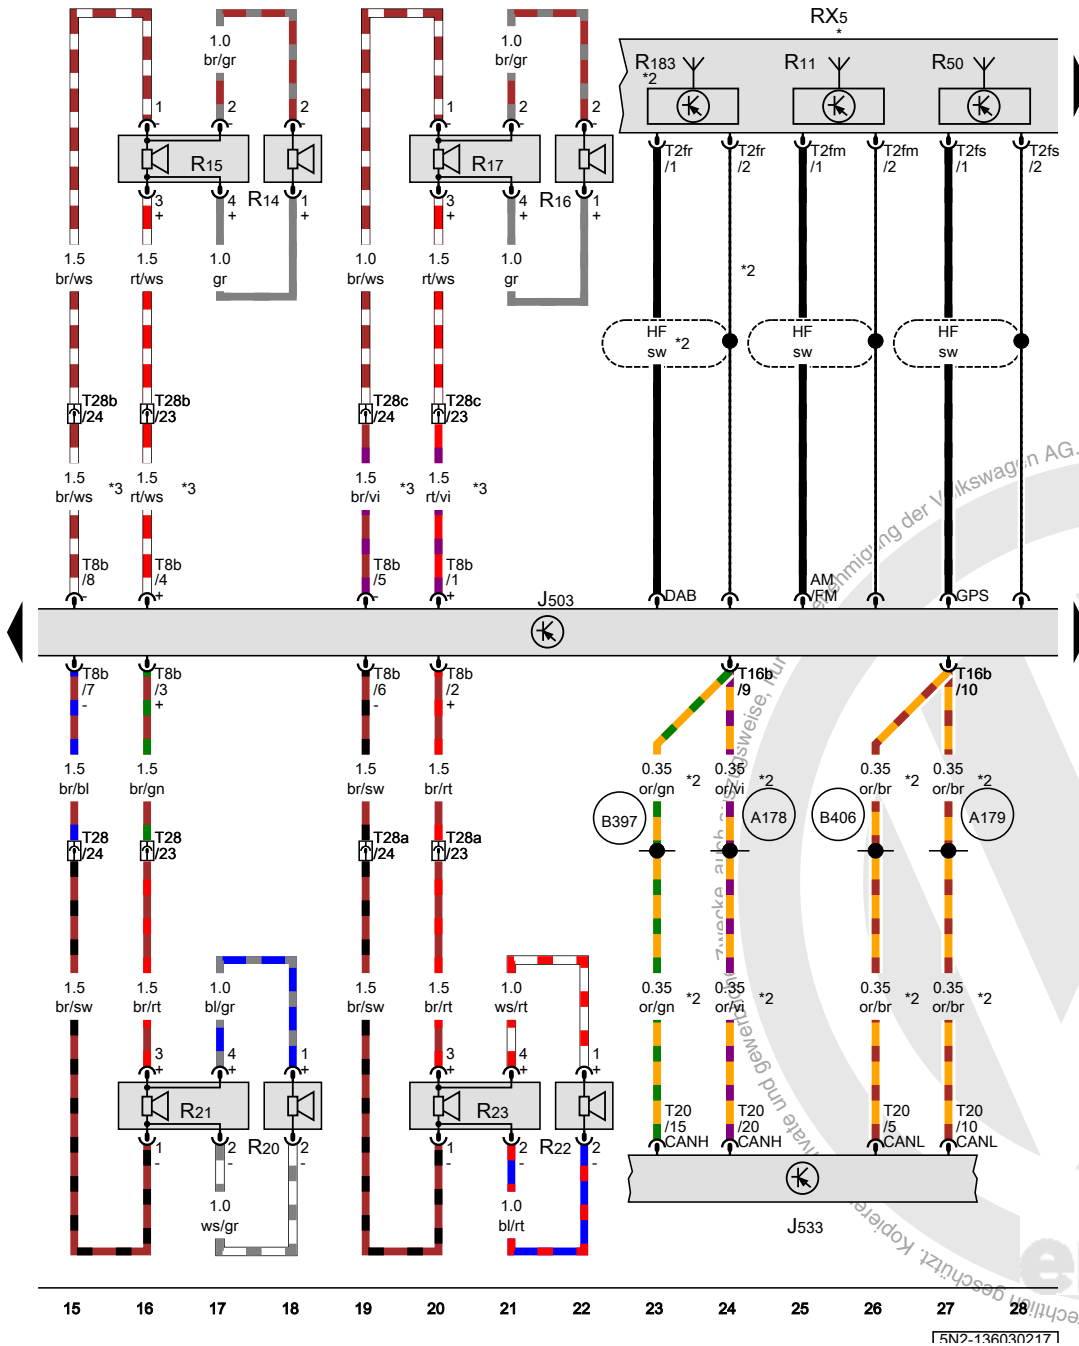 RX5
*
1.0
br/gr
1.0
br/gr
R183
*2
R11
R50
1
-
2
-
2
-
1
-
2
-
2
-
R15
R14
R17
R16
3
+
4
+
1
+
3
+
4
+
1
+
T2fr
/1
T2fr
/2
T2fm
/1
T2fm
/2
T2fs
/1
T2fs
/2
1.5
br/ws
1.5
rt/ws
1.0
gr
1.0
br/ws
1.5
rt/ws
1.0
gr
*2
HF
sw
*2
HF
sw
HF
sw
T28b
/24
T28b
/23
T28c
/24
T28c
/23
1.5
br/ws
*3
1.5
rt/ws
*3
1.5
br/vi
*3
1.5
rt/vi
*3
T8b
/8
-
T8b
/4
+
T8b
/5
-
T8b
/1
+
DAB
AM
/FM
GPS
J503
T8b
/7
-
T8b
/3
+
T8b
/6
-
T8b
/2
+
T16b
/9
T16b
/10
1.5
br/bl
1.5
br/gn
1.5
br/sw
1.5
br/rt
0.35
or/gn
*2
0.35
or/vi
*2
0.35
or/br
*2
0.35
or/br
*2
B397
A178
B406
A179
T28
/24
T28
/23
T28a
/24
T28a
/23
1.5
br/sw
1.5
br/rt
1.0
bl/gr
1.5
br/sw
1.5
br/rt
1.0
ws/rt
0.35
or/gn
*2
0.35
or/vi
*2
0.35
or/br
*2
0.35
or/br
*2
3
+
4
+
1
+
3
+
4
+
1
+
R21
R20
R23
R22
1
-
2
-
2
-
1
-
2
-
2
-
T20
/15
CANH
T20
/20
CANH
T20
/5
CANL
T20
/10
CANL
1.0
ws/gr
1.0
bl/rt
J533
15 16 17 18 19 20 21 22 23 24 25 26 27 28
5N2-136030217
der Volkswagen AG.
private und gewerbliche Zwecke, auch auszugsweise, nur